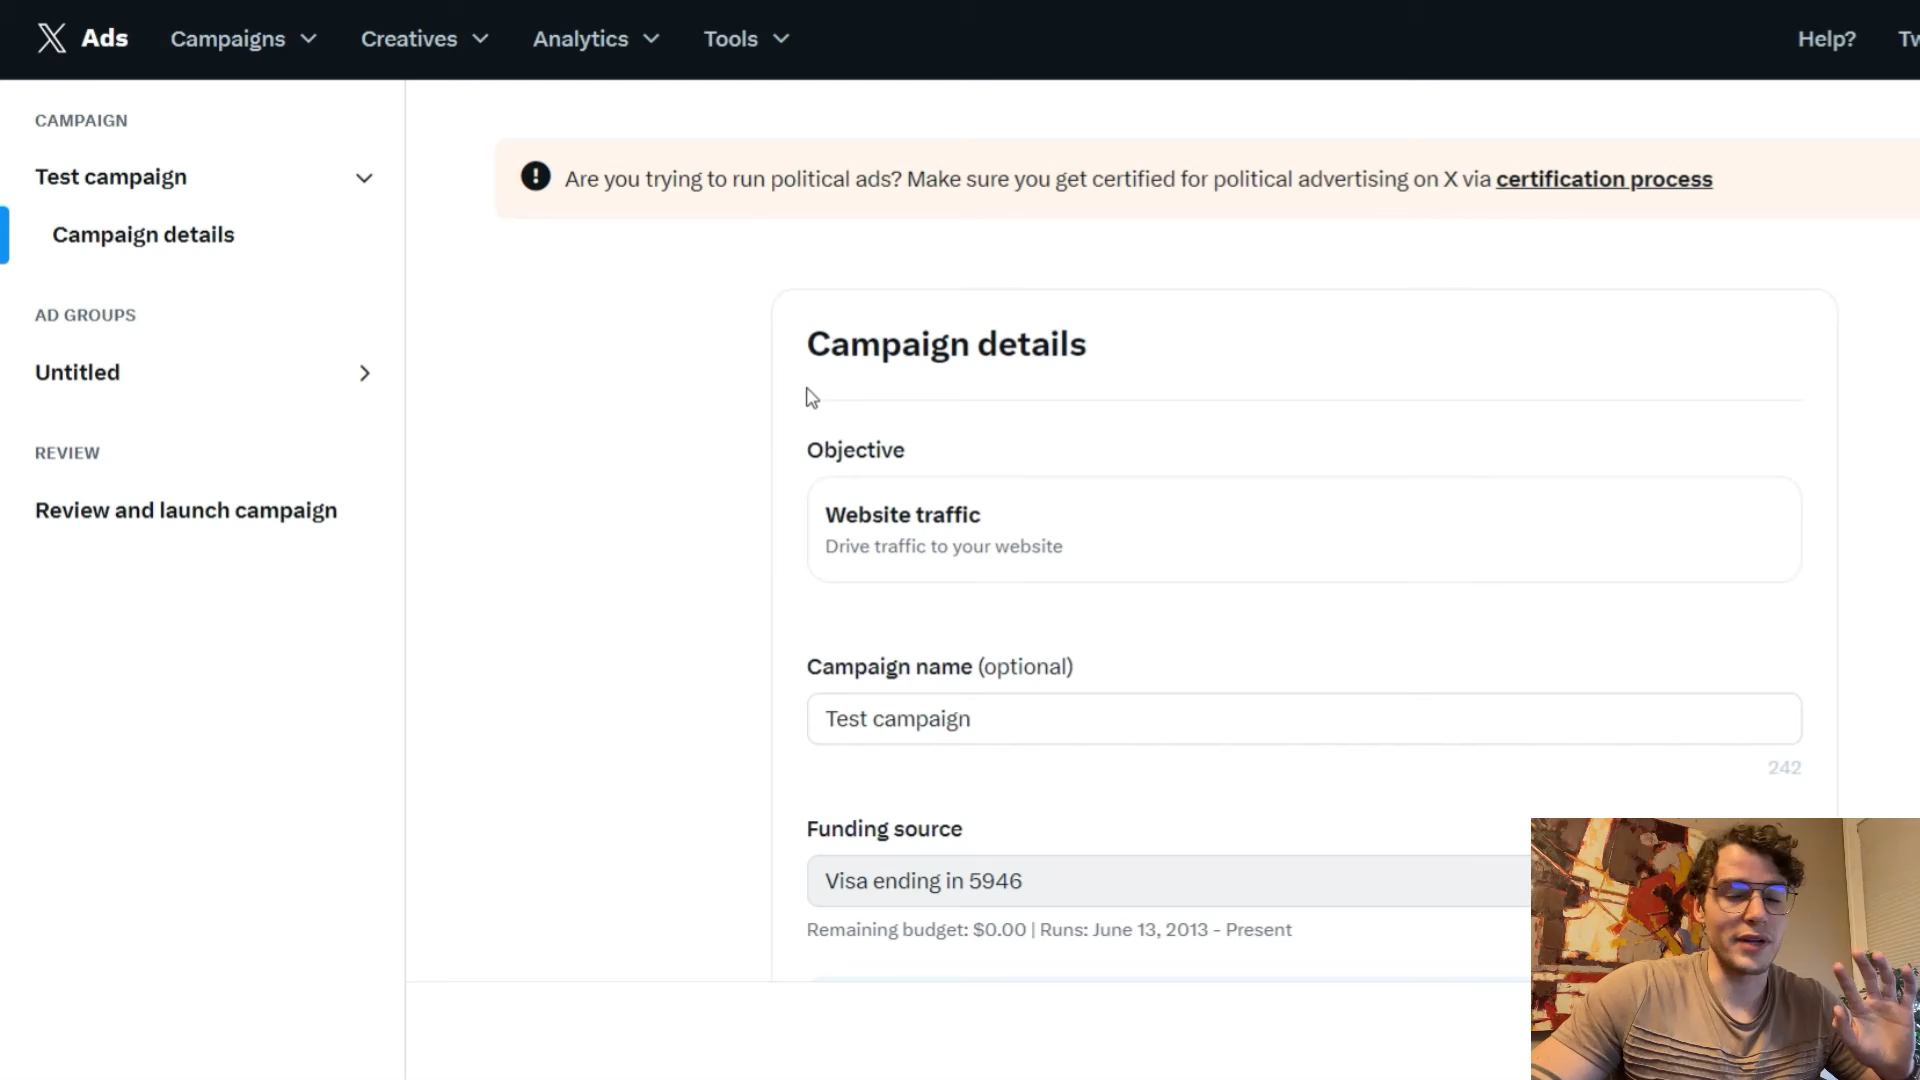 Ads
Campaigns
Creatives
Analytics
Tools
Help?
CAMPAIGN
Test campaign
Campaign details
AD GROUPS
Untitled
REVIEW
Review and launch campaign
Are you trying to run political ads? Make sure you get certified for political advertising on X via certification process
Campaign details
Objective
Website traffic
Drive traffic to your website
Campaign name (optional)
Test campaign
242
Funding source
Visa ending in 5946
Remaining budget: $0.00 | Runs: June 13, 2013 - Present